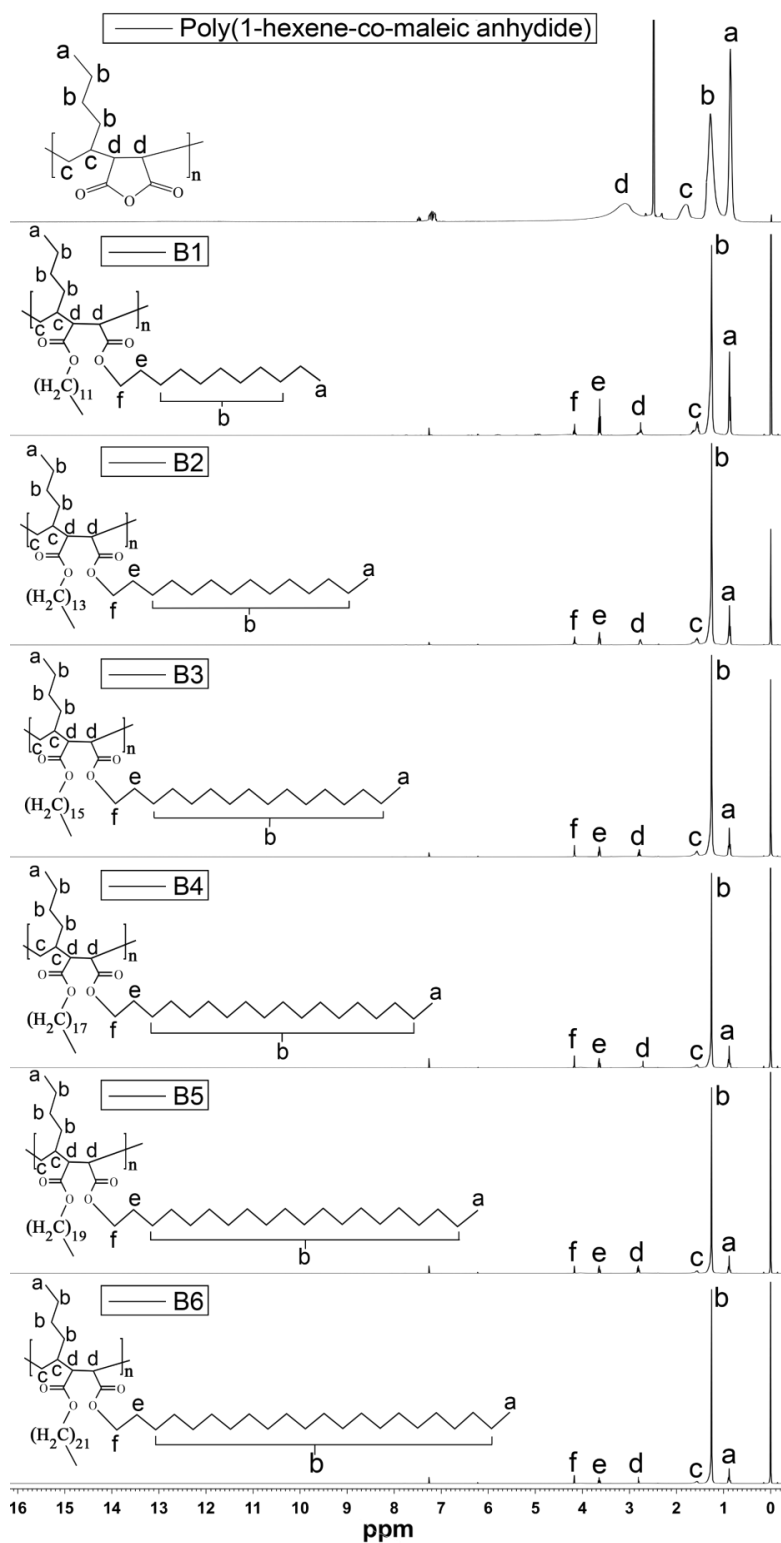 Poly(1-hexene-co-maleic anhydide)
a
b
b
b
d d
c
c
n
O O O
d
c
b
a
B1
a
b
b
b
d d
c
c
n
O O
O O
e
(H2C)11
f
b
a
f e d c b a
B2
a
b
b
b
d d
c
c
n
O O
O O
e
(H2C)13
f
b
a
f e d c b a
B3
a
b
b
b
d d
c
c
n
O O
O O
e
(H2C)15
f
b
a
f e d c b a
B4
a
b
b
b
d d
c
c
n
O O
O O
e
(H2C)17
f
b
a
f e d c b a
B5
a
b
b
b
d d
c
c
n
O O
O O
e
(H2C)19
f
b
a
f e d c b a
B6
a
b
b
b
d d
c
c
n
O O
O O
e
(H2C)21
f
b
a
f e d c b a
16 15 14 13 12 11 10 9 8 7 6 5 4 3 2 1 0
ppm